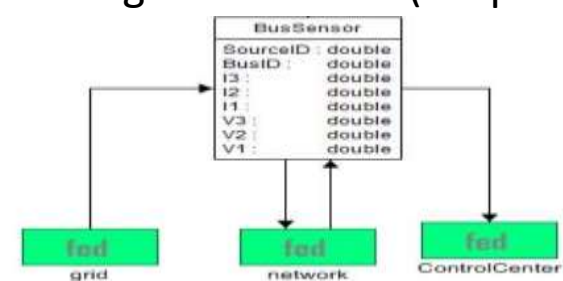 BusSensor
SourceID : double
BusID : double
I3 : double
I2 : double
I1 : double
V3 : double
V2 : double
V1 : double
fed
fed
fed
grid
network
ControlCenter